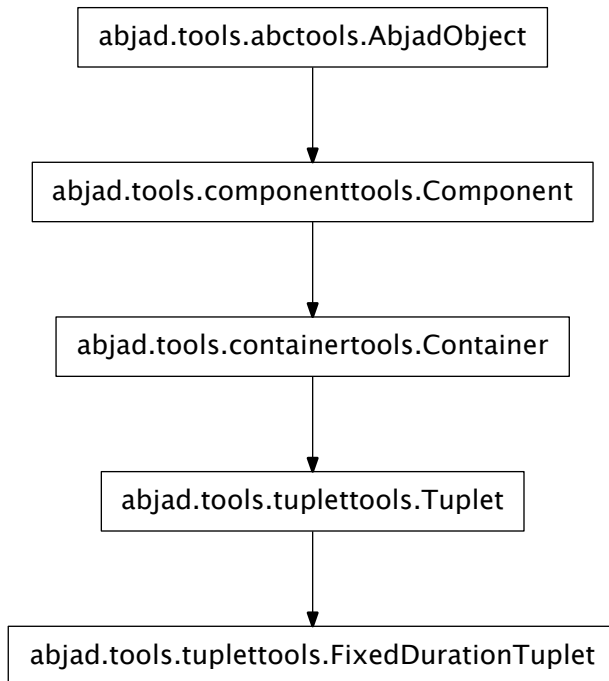 abjad.tools.abctools.AbjadObject
abjad.tools.componenttools.Component
abjad.tools.containertools.Container
abjad.tools.tuplettools.Tuplet
abjad.tools.tuplettools.FixedDurationTuplet